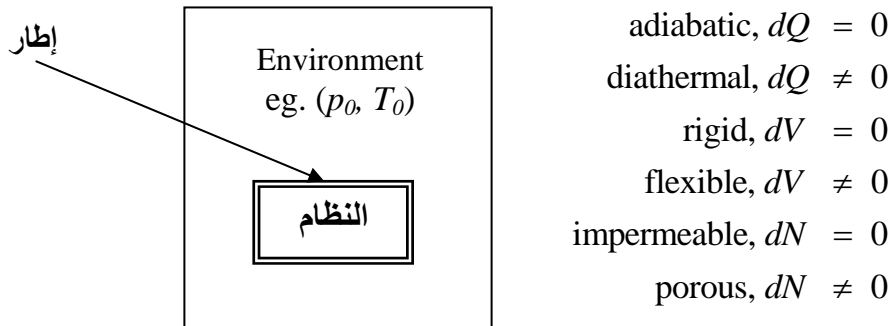 إطار
Environment
eg. (p₀, T₀)
النظام
adiabatic, dQ = 0
diathermal, dQ ≠ 0
rigid, dV = 0
flexible, dV ≠ 0
impermeable, dN = 0
porous, dN ≠ 0